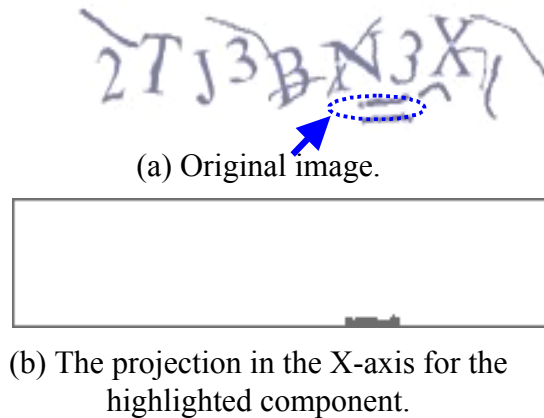 2TJ3BN3X
(a) Original image.
(b) The projection in the X-axis for the
highlighted component.